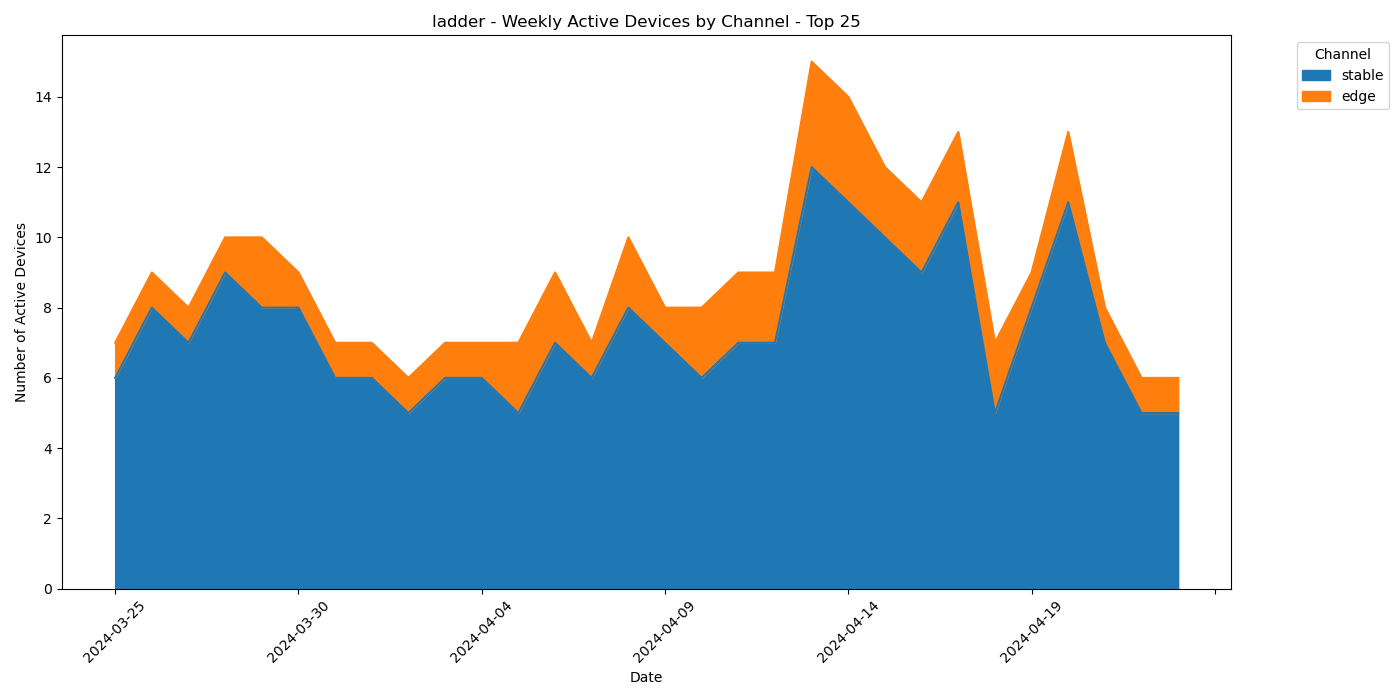 ladder - Weekly Active Devices by Channel - Top 25
Channel
stable
edge
Number of Active Devices
14
12
10
8
6
4
2
0
2024-03-25
2024-03-30
2024-04-04
2024-04-09
2024-04-14
2024-04-19
Date